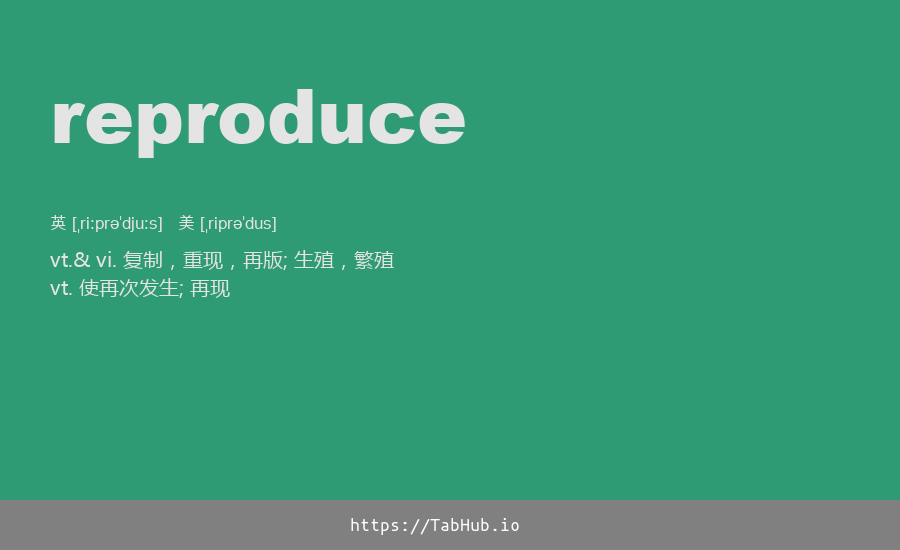 reproduce
英 [ˌriːprəˈdjuːs] 美 [ˌriprəˈdus]
vt.& vi. 复制，重现，再版; 生殖，繁殖
vt. 使再次发生; 再现
https://TabHub.io